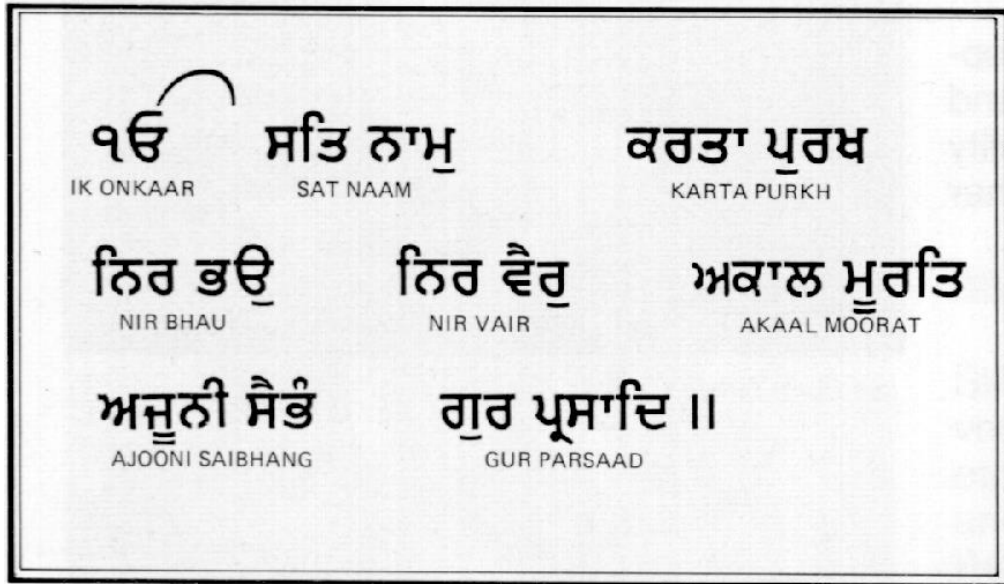 ੴ ਸਤਿ ਨਾਮੁ ਕਰਤਾ ਪੁਰਖ
IK ONKAAR SAT NAAM KARTA PURKH
ਨਿਰ ਭਉ ਨਿਰ ਵੈਰੁ ਅਕਾਲ ਮੂਰਤਿ
NIR BHAU NIR VAIR AKAAL MOORAT
ਅਜੂਨੀ ਸੈਭੰ ਗੁਰ ਪ੍ਰਸਾਦਿ ॥
AJOONI SAIBHANG GUR PARSAAD